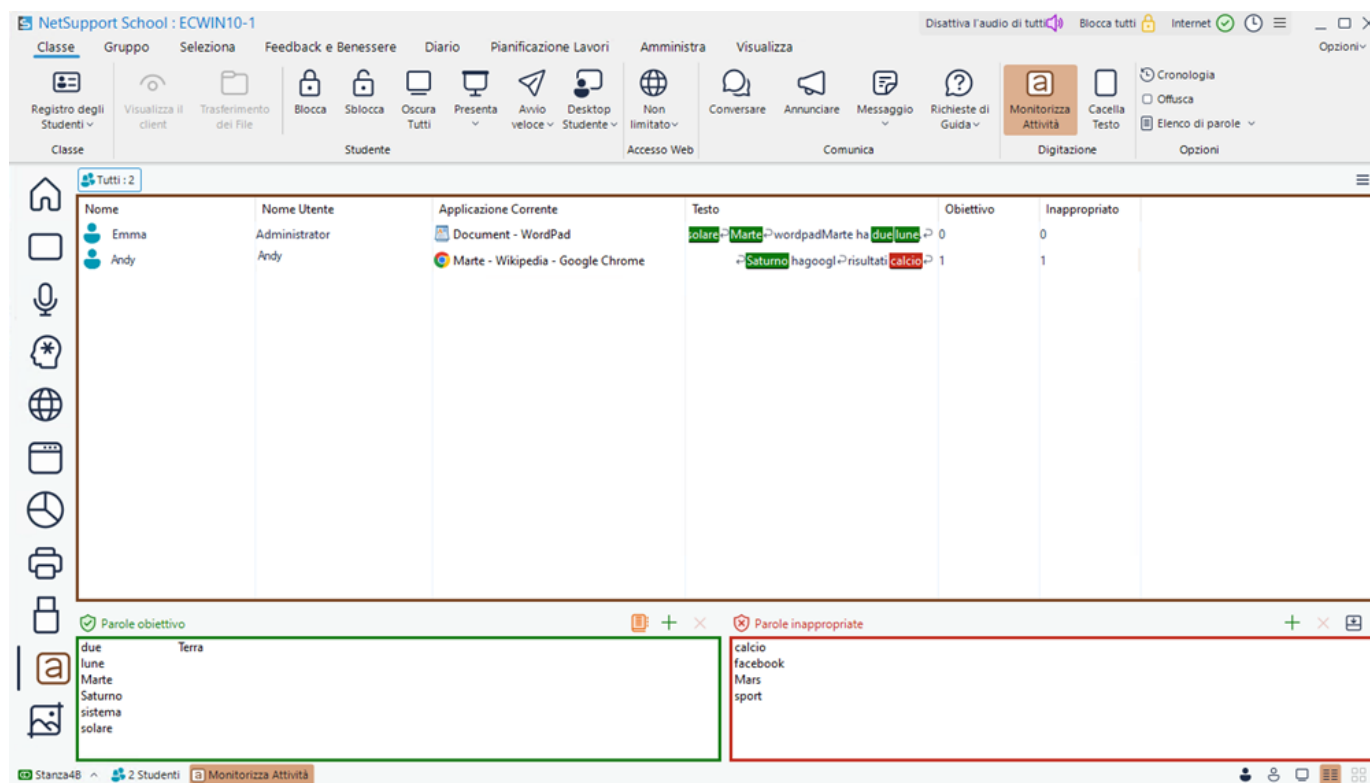 NetSupport School : ECWIN10-1
Disattiva l'audio di tutti
Blocca tutti
Internet
Classe Gruppo Seleziona Feedback e Benessere Diario Pianificazione Lavori Amministra Visualizza Opzioni
Registro degli Studenti
Visualizza il client
Trasferimento dei File
Blocca
Sblocca
Oscura Tutti
Presenta
Avvio veloce
Desktop Studente
Non limitato
Conversare
Annunciare
Messaggio
Richieste di Guida
Monitorizza Attività
Cacella Testo
Cronologia
Offusca
Elenco di parole
Classe Studente Accesso Web Comunica Digitazione Opzioni
Tutti : 2
Nome Nome Utente Applicazione Corrente Testo Obiettivo Inappropriato
Emma Administrator Document - WordPad solare Marte wordpadMarte ha due lune. 0 0
Andy Andy Marte - Wikipedia - Google Chrome Saturno hagoogl risultati calcio 1 1
Parole obiettivo
due Terra
lune
Marte
Saturno
sistema
solare
Parole inappropriate
calcio
facebook
Mars
sport
Stanza4B 2 Studenti a Monitorizza Attività